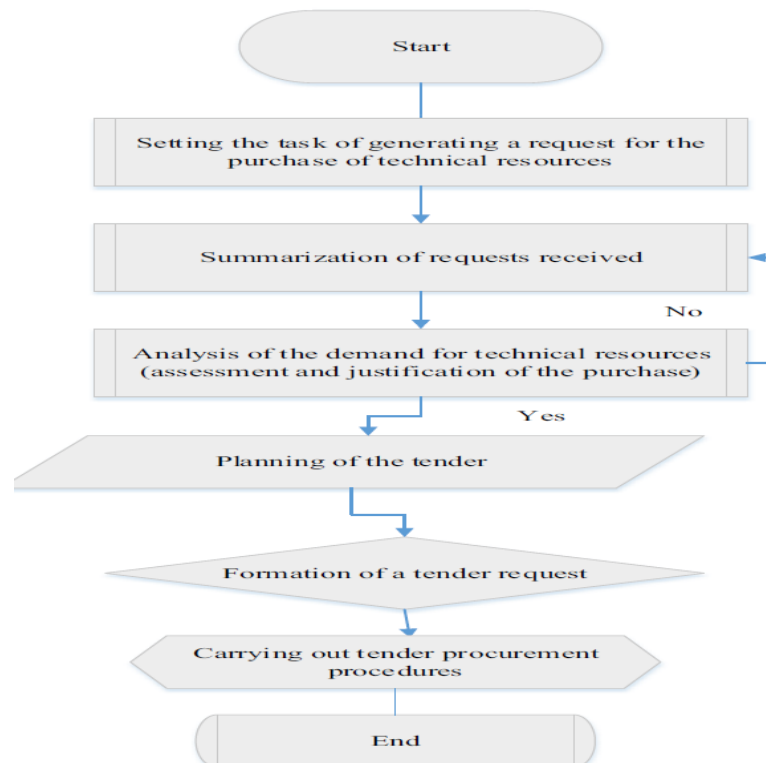 Start
Setting the task of generating a request for the
purchase of technical resources
Summarization of requests received
No
Analysis of the demand for technical resources
(assessment and justification of the purchase)
Yes
Planning of the tender
Formation of a tender request
Carrying out tender procurement
procedures
End